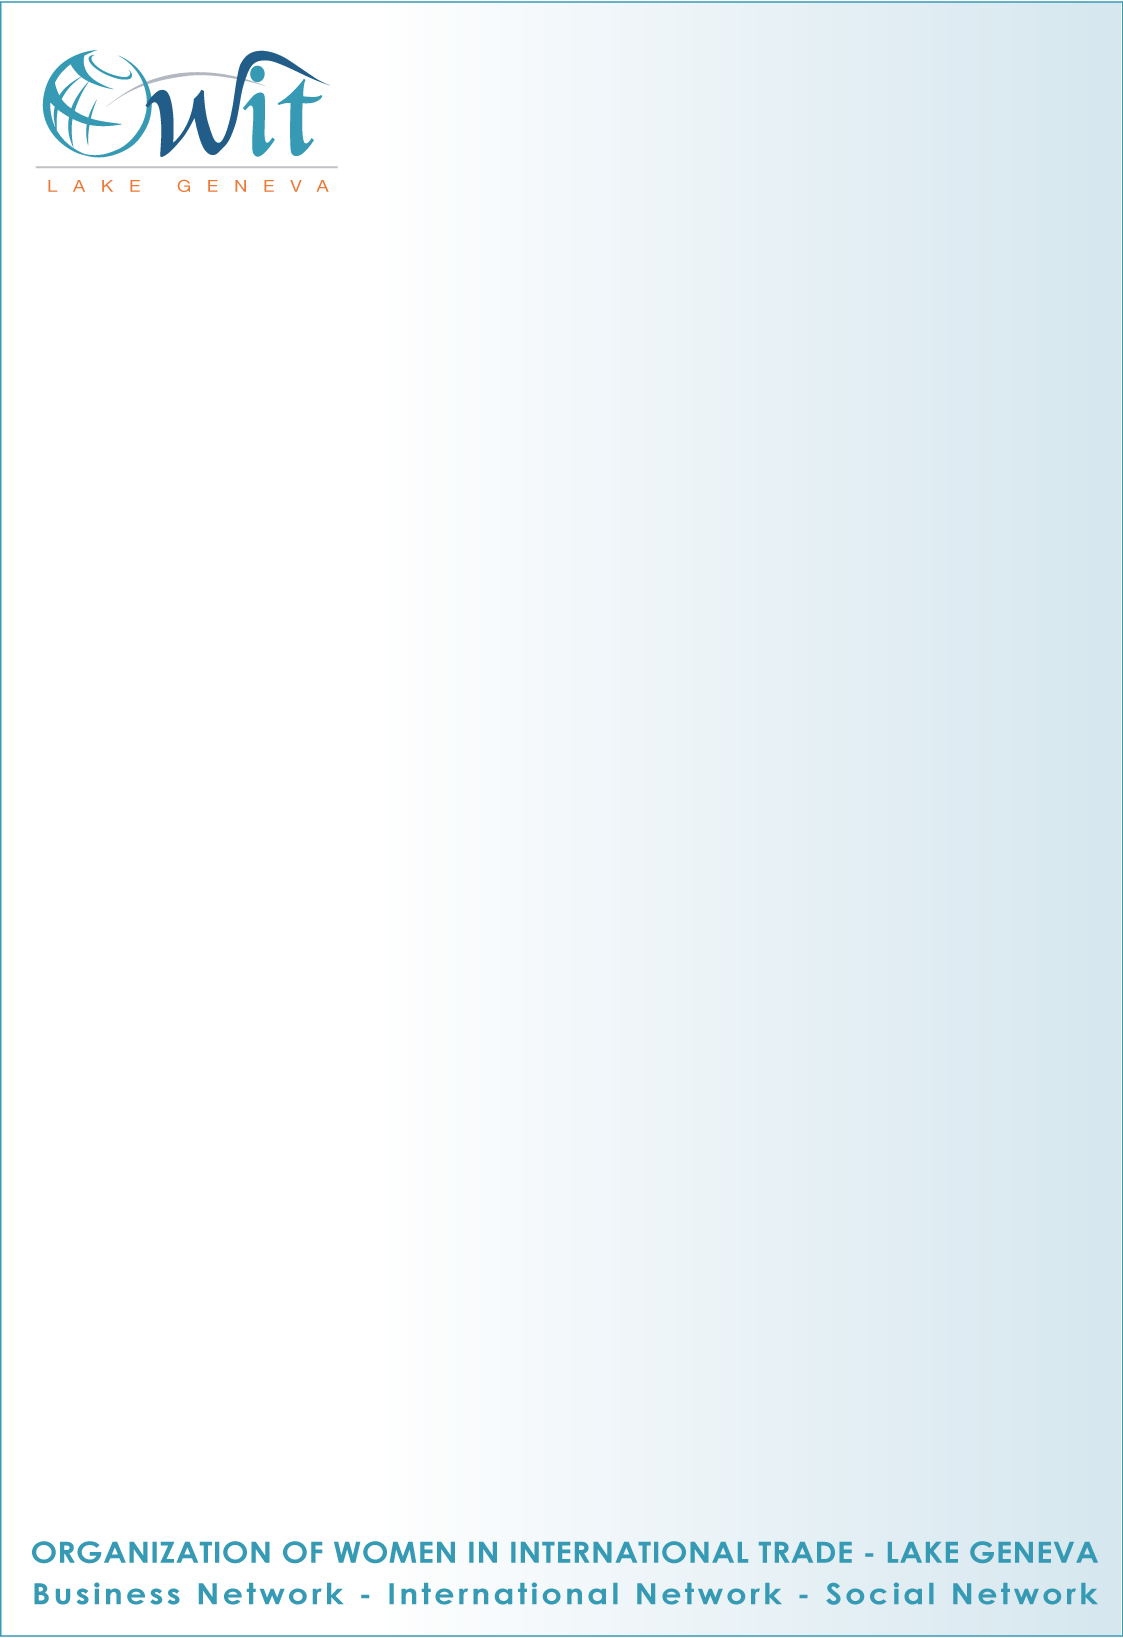 Owit
LAKE GENEVA
ORGANIZATION OF WOMEN IN INTERNATIONAL TRADE - LAKE GENEVA
Business Network - International Network - Social Network